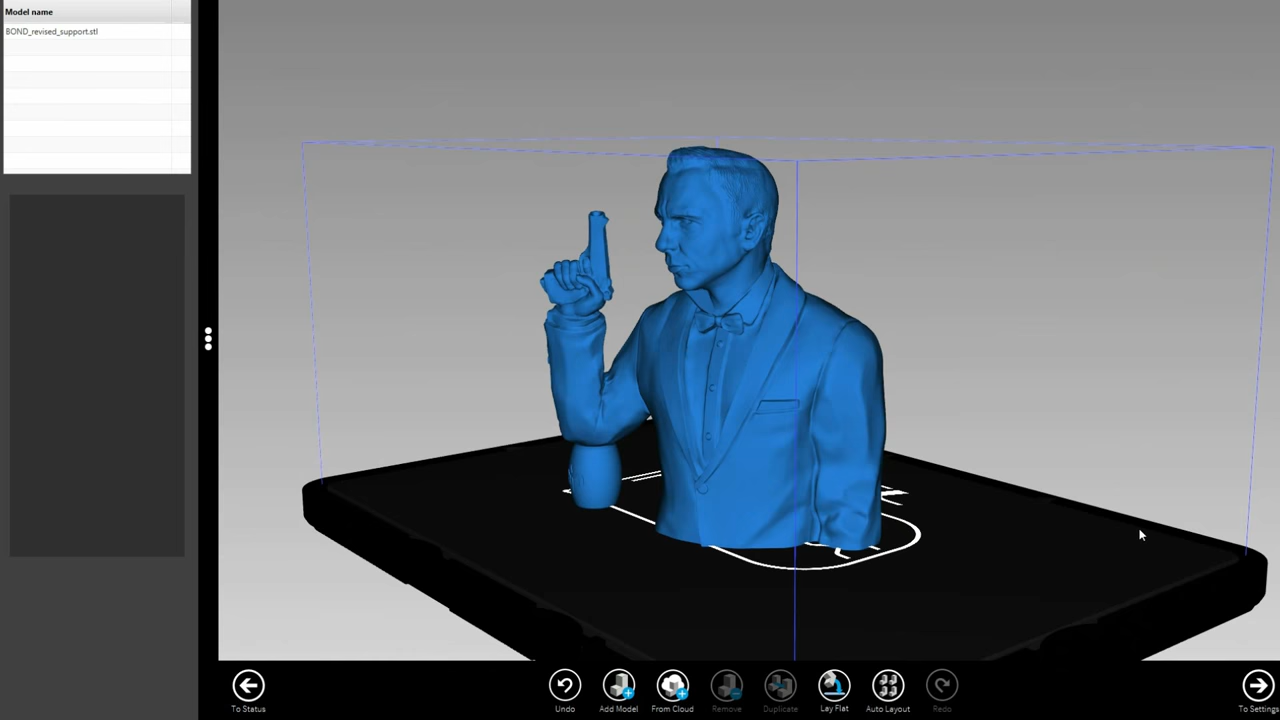 Model name
BOND_revised_support.stl
To Status
Undo
Add Model
From Cloud
Remove
Duplicate
Lay Flat
Auto Layout
Redo
To Settings